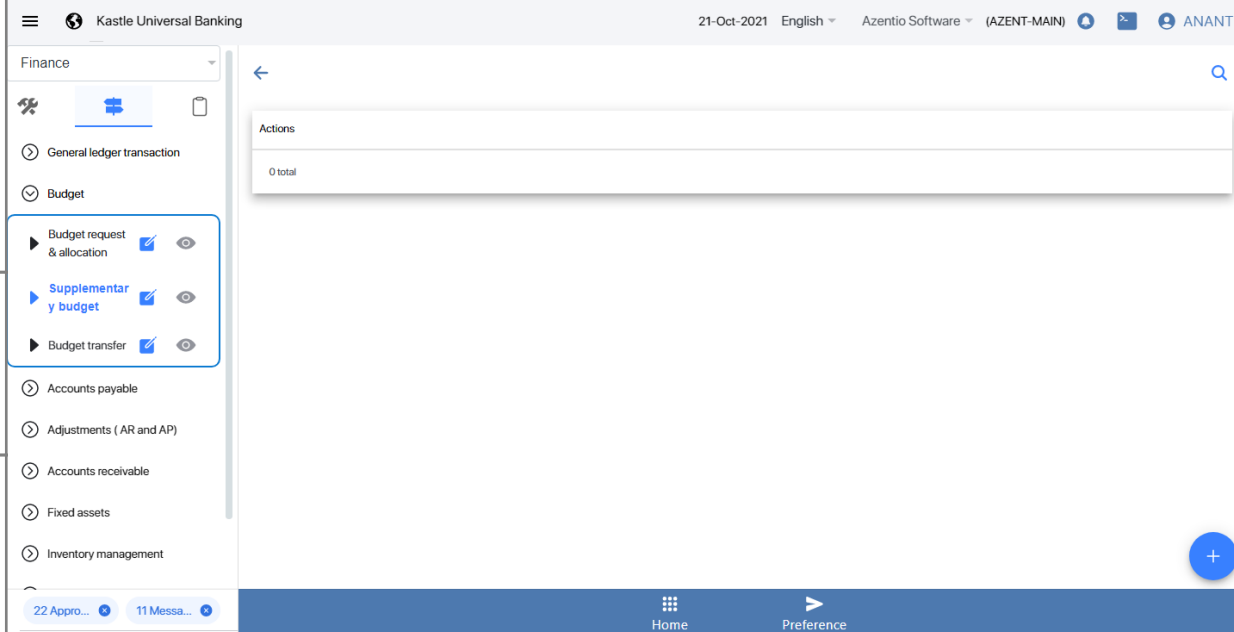 Kastle Universal Banking
21-Oct-2021 English Azentio Software (AZENT-MAIN) ANANT
Finance
Actions
0 total
General ledger transaction
Budget
Budget request
& allocation
Supplementar
y budget
Budget transfer
Accounts payable
Adjustments ( AR and AP)
Accounts receivable
Fixed assets
Inventory management
22 Appro...
11 Messa...
Home
Preference